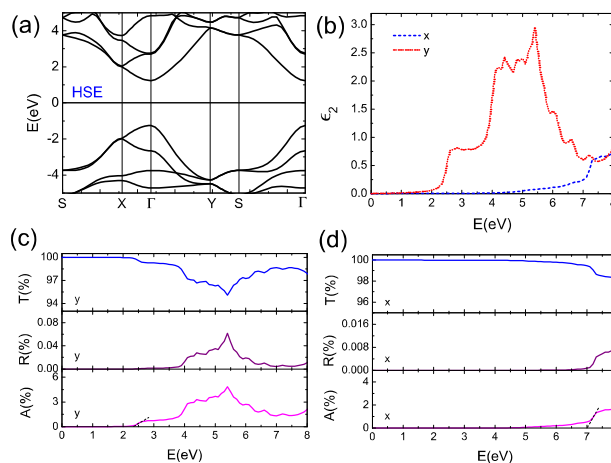 (a)
4
2
0
-2
-4
E(eV)
HSE
S X Γ Y S Γ
(b)
x
y
3.0
2.5
2.0
1.5
1.0
0.5
0.0
ϵ2
0 1 2 3 4 5 6 7 8
E(eV)
(c)
100
98
96
94
T(%)
y
0.08
0.04
0.00
R(%)
y
6
3
0
A(%)
y
0 1 2 3 4 5 6 7 8
E(eV)
(d)
100
98
96
T(%)
x
0.016
0.008
0.000
R(%)
x
4
2
0
A(%)
x
0 1 2 3 4 5 6 7 8
E(eV)